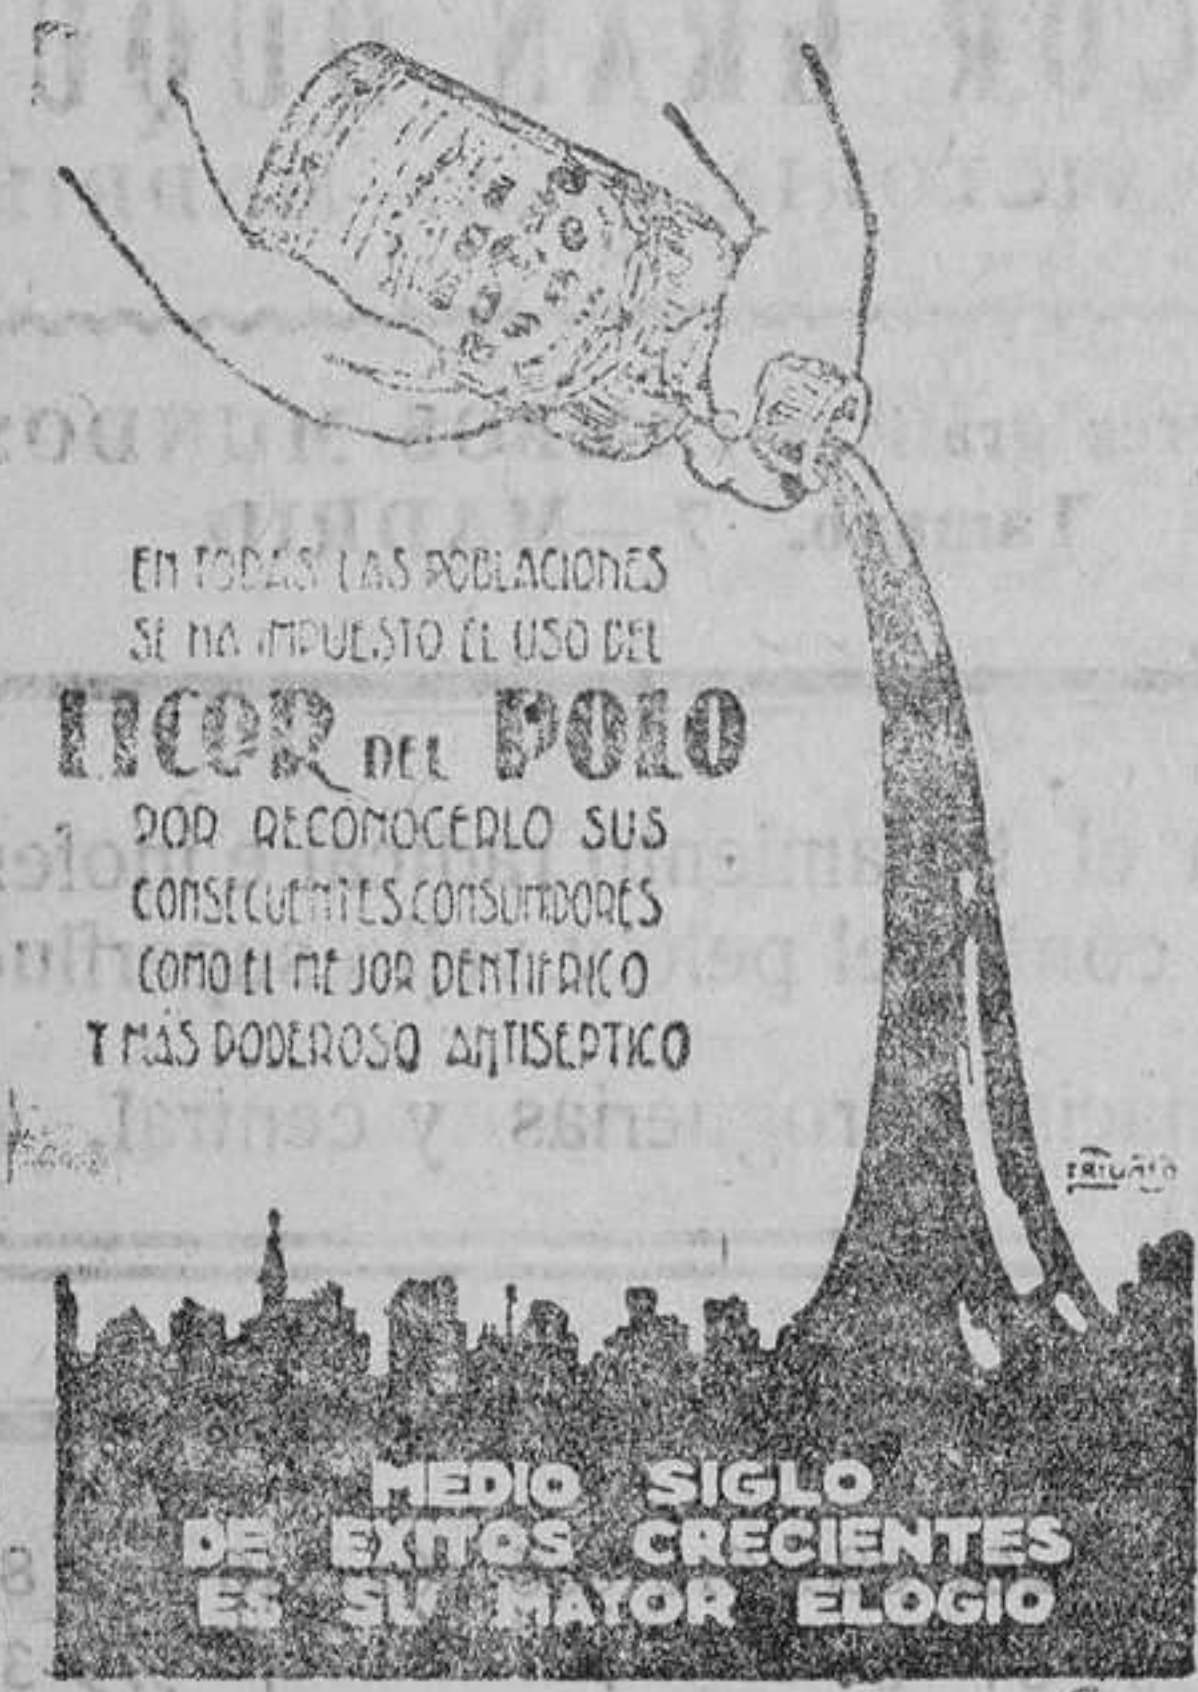 EN TODAS LAS POBLACIONES
SE HA IMPUESTO EL USO DEL
LICOR DEL POLO
POR RECONOCERLO SUS
CONSECUENTES CONSUMIDORES
COMO EL MEJOR DENTIFRICO
Y MÁS PODEROSO ANTISEPTICO
MEDIO SIGLO
DE EXITOS CRECIENTES
ES SU MAYOR ELOGIO